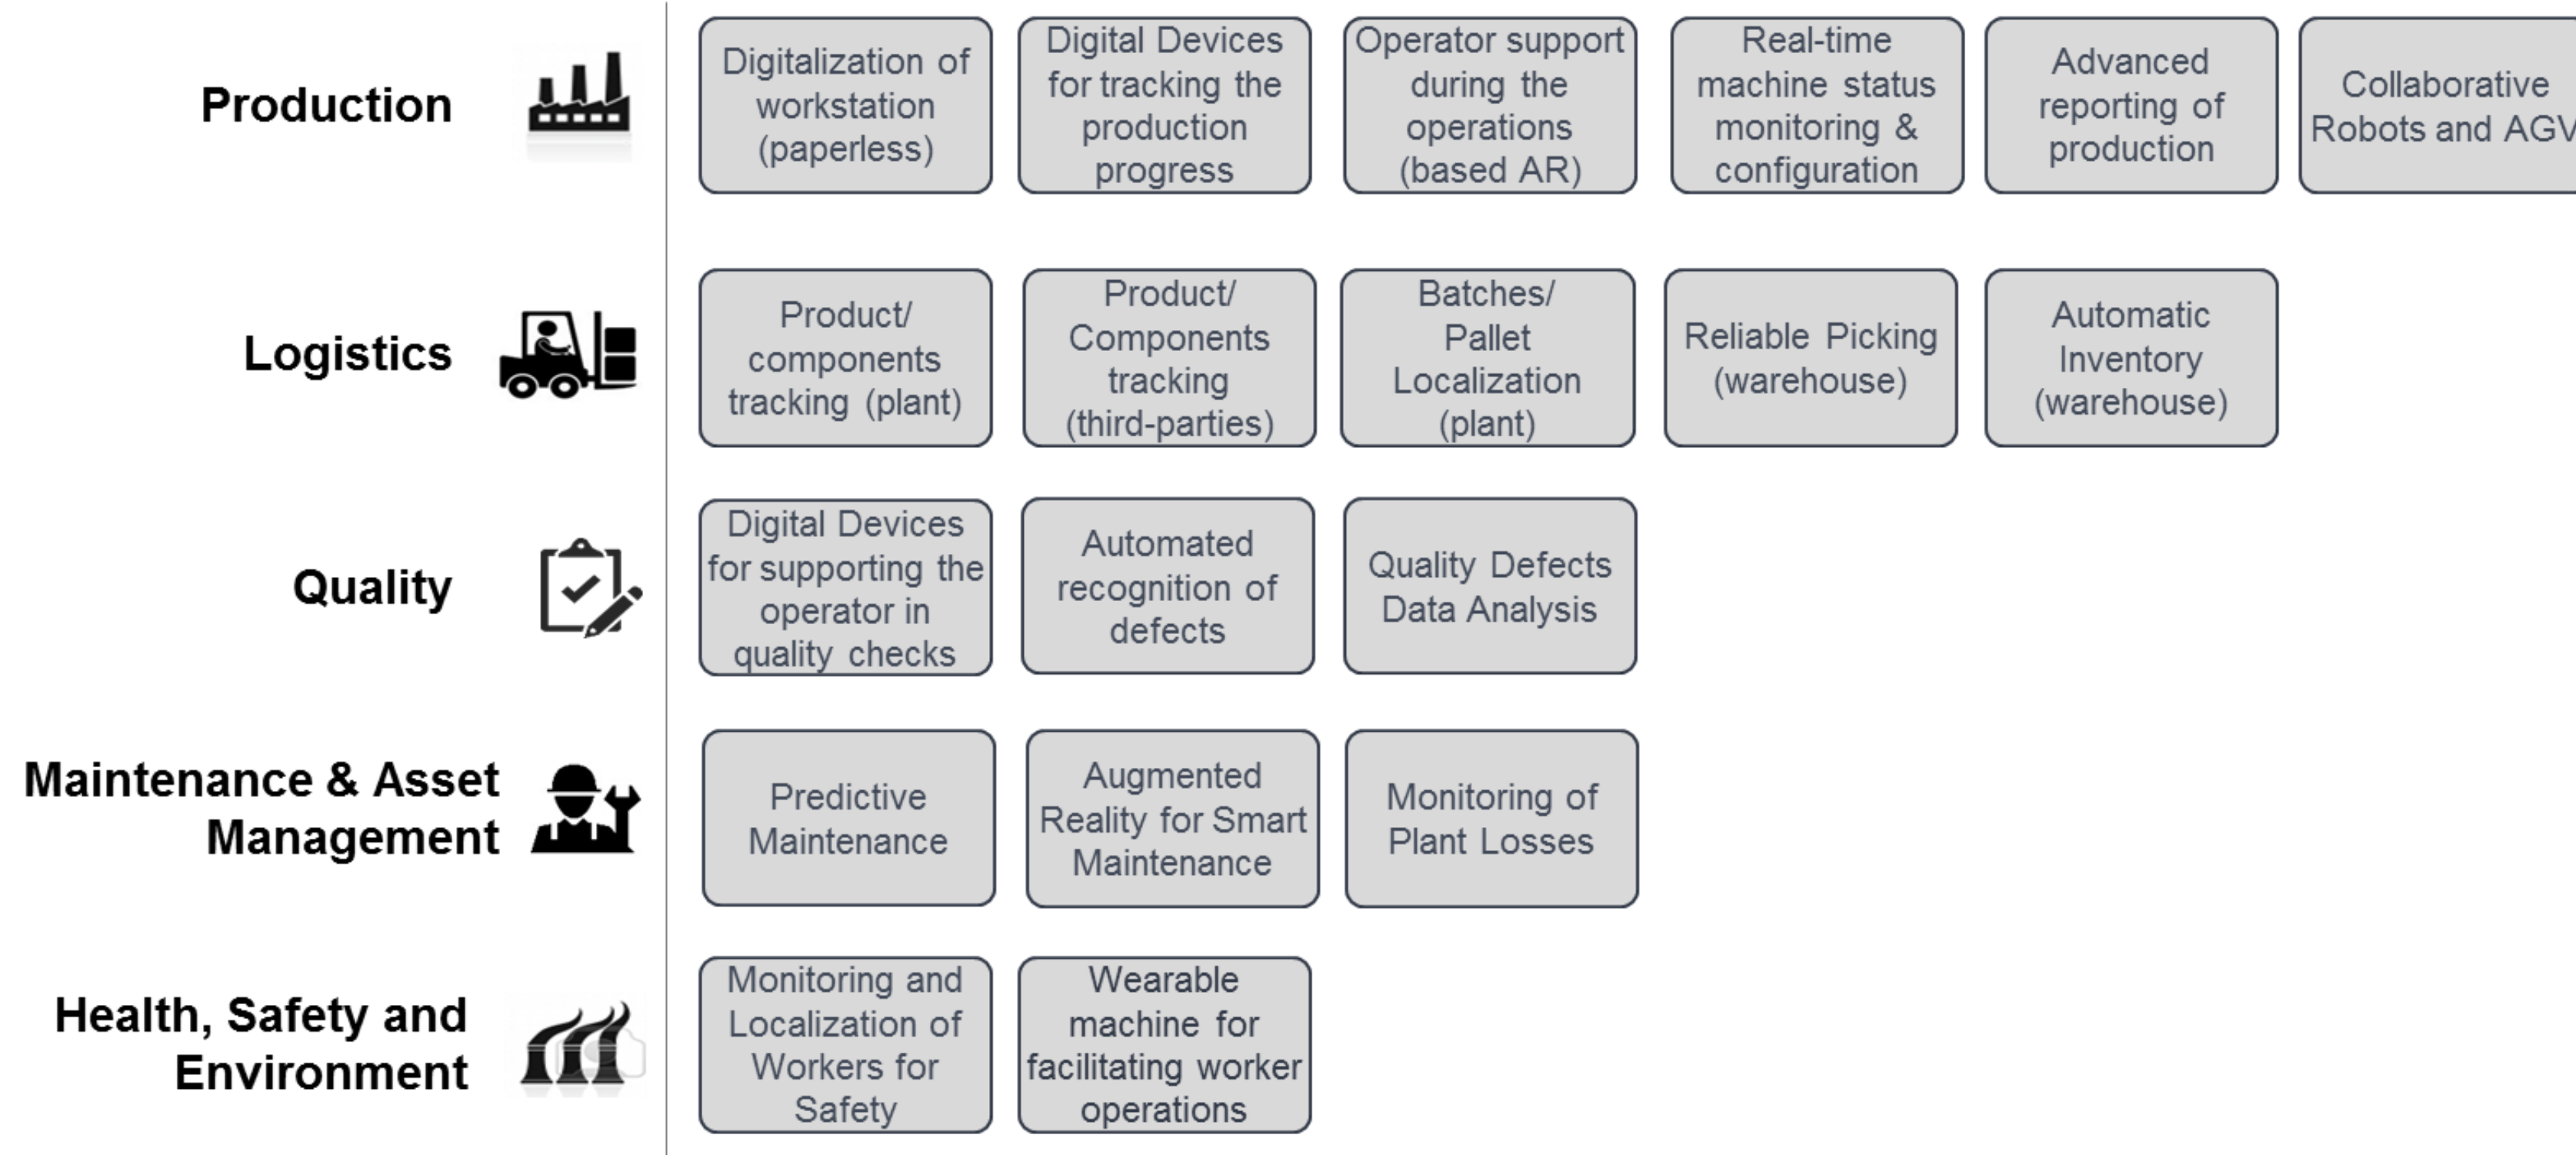 Production
Digitalization of
workstation
(paperless)
Digital Devices
for tracking the
production
progress
Operator support
during the
operations
(based AR)
Real-time
machine status
monitoring &
configuration
Advanced
reporting of
production
Collaborative
Robots and AGV
Logistics
Product/
components
tracking (plant)
Product/
Components
tracking
(third-parties)
Batches/
Pallet
Localization
(plant)
Reliable Picking
(warehouse)
Automatic
Inventory
(warehouse)
Quality
Digital Devices
for supporting the
operator in
quality checks
Automated
recognition of
defects
Quality Defects
Data Analysis
Maintenance & Asset
Management
Predictive
Maintenance
Augmented
Reality for Smart
Maintenance
Monitoring of
Plant Losses
Health, Safety and
Environment
Monitoring and
Localization of
Workers for
Safety
Wearable
machine for
facilitating worker
operations